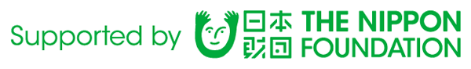 Supported by
日本
財団
THE NIPPON
FOUNDATION